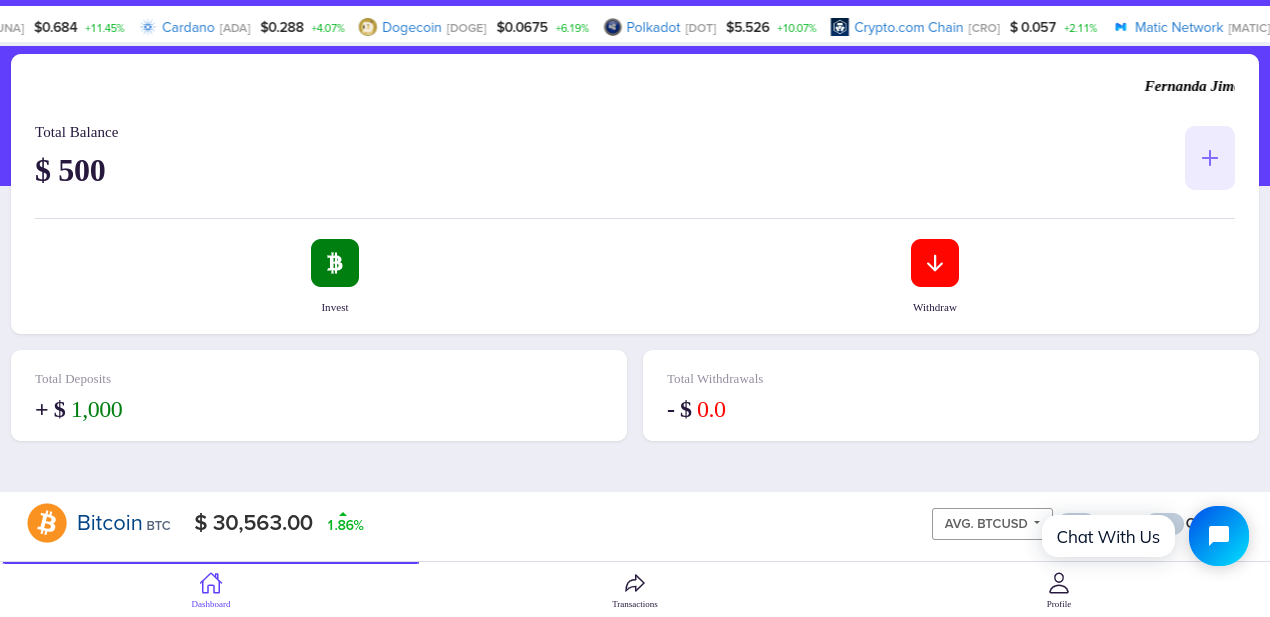 UNA] $0.684 +11.45% Cardano [ADA] $0.288 +4.07% Dogecoin [DOGE] $0.0675 +6.19% Polkadot [DOT] $5.526 +10.07% Crypto.com Chain [CRO] $ 0.057 +2.11% Matic Network [MATIC]
Fernanda Jim
Total Balance
$ 500
Invest
Withdraw
Total Deposits
+ $ 1,000
Total Withdrawals
- $ 0.0
Bitcoin BTC $ 30,563.00 1.86%
AVG. BTCUSD
Chat With Us
Dashboard
Transactions
Profile